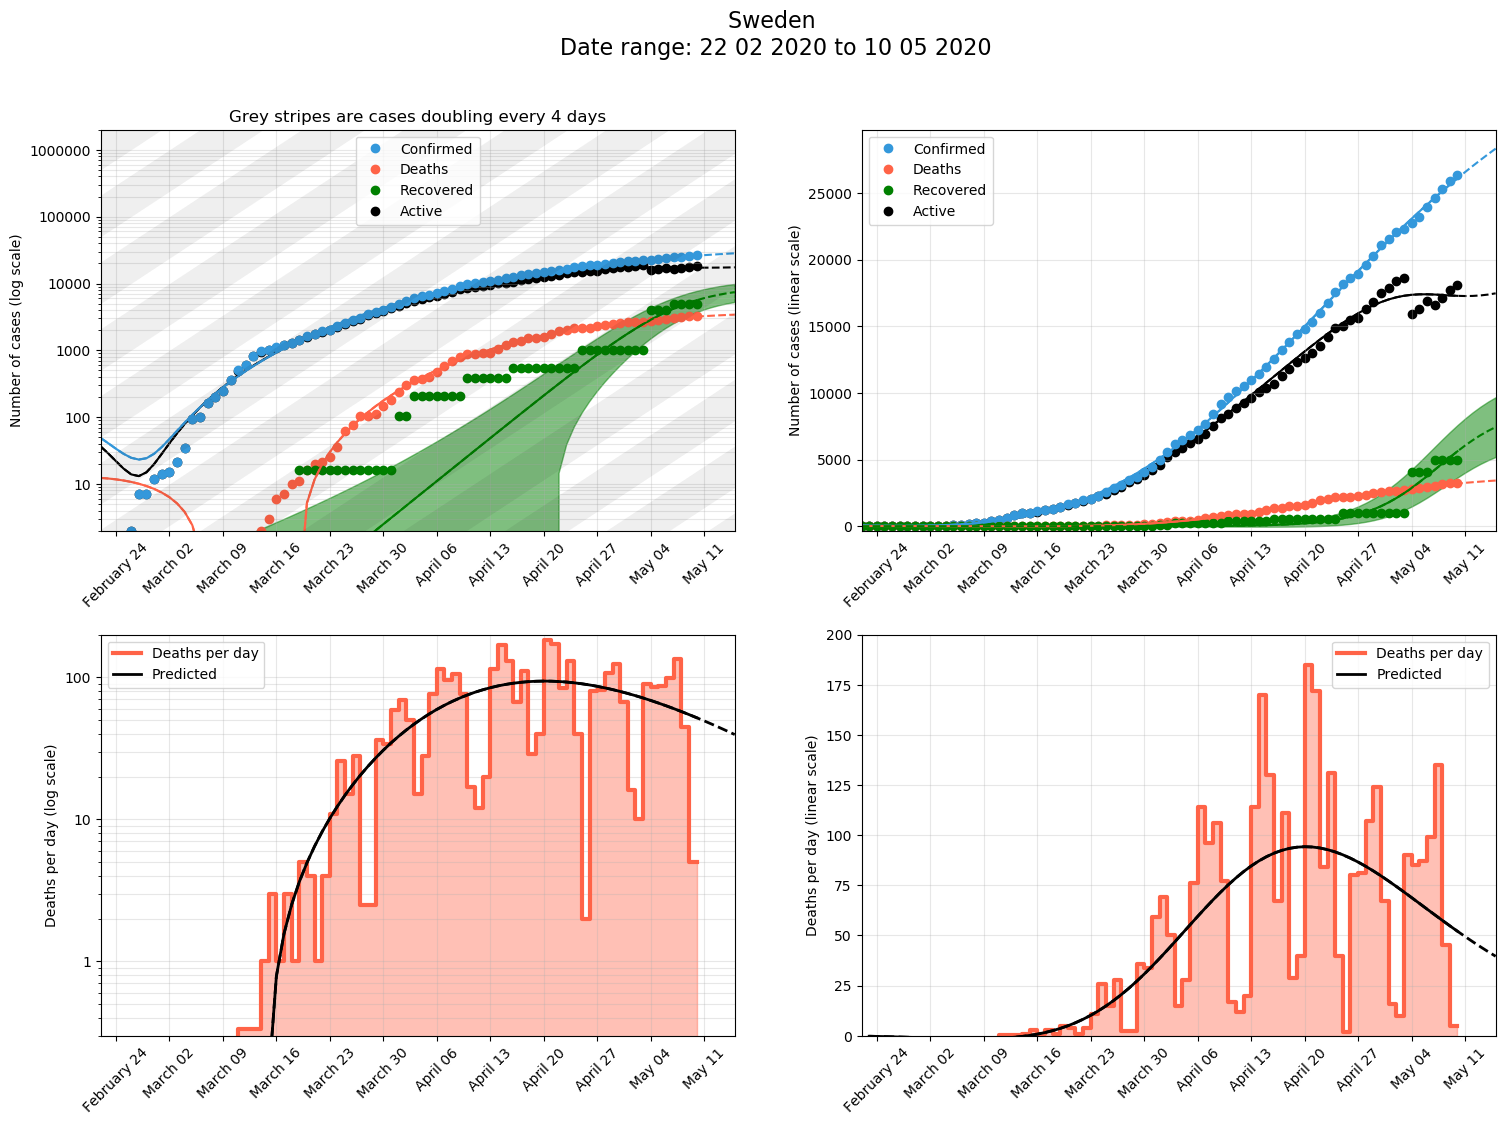 Sweden
Date range: 22 02 2020 to 10 05 2020
Grey stripes are cases doubling every 4 days
Number of cases (log scale)
1000000
100000
10000
1000
100
10
Confirmed
Deaths
Recovered
Active
February 24
March 02
March 09
March 16
March 23
March 30
April 06
April 13
April 20
April 27
May 04
May 11
Number of cases (linear scale)
25000
20000
15000
10000
5000
0
Confirmed
Deaths
Recovered
Active
February 24
March 02
March 09
March 16
March 23
March 30
April 06
April 13
April 20
April 27
May 04
May 11
Deaths per day (log scale)
100
10
1
Deaths per day
Predicted
February 24
March 02
March 09
March 16
March 23
March 30
April 06
April 13
April 20
April 27
May 04
May 11
Deaths per day (linear scale)
200
175
150
125
100
75
50
25
0
Deaths per day
Predicted
February 24
March 02
March 09
March 16
March 23
March 30
April 06
April 13
April 20
April 27
May 04
May 11